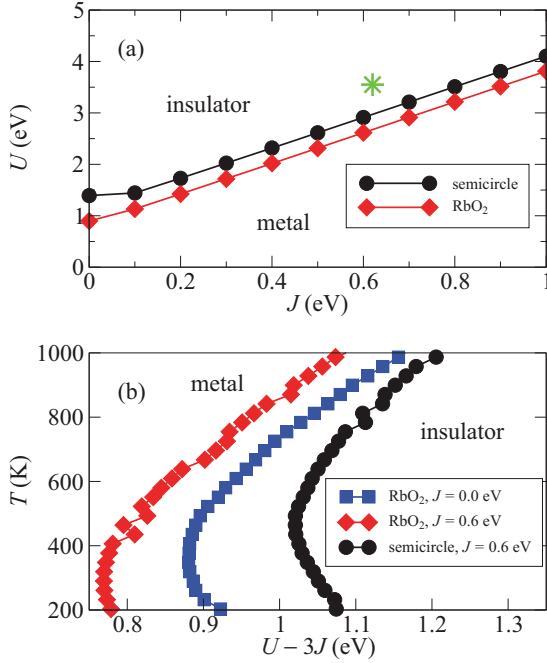 5
(a)
4
insulator
3
U (eV)
2
semicircle
RbO₂
1
metal
0
0 0.2 0.4 0.6 0.8 1
J (eV)
1000
(b)
metal
800
insulator
T (K)
600
RbO₂, J = 0.0 eV
RbO₂, J = 0.6 eV
400
semicircle, J = 0.6 eV
200
0.8 0.9 1 1.1 1.2 1.3
U − 3J (eV)